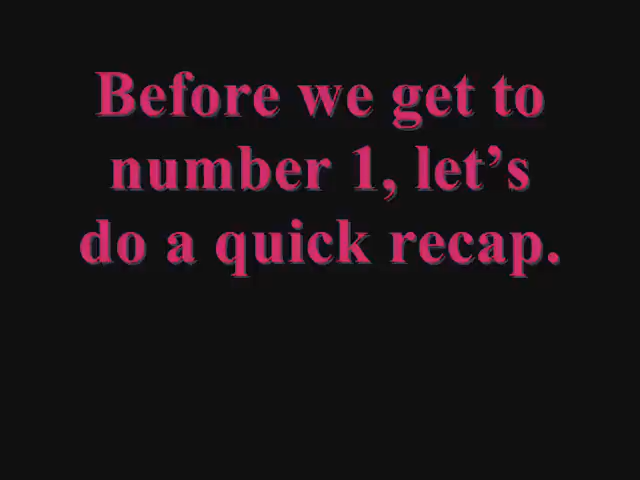 Before we get to
number 1, let’s
do a quick recap.